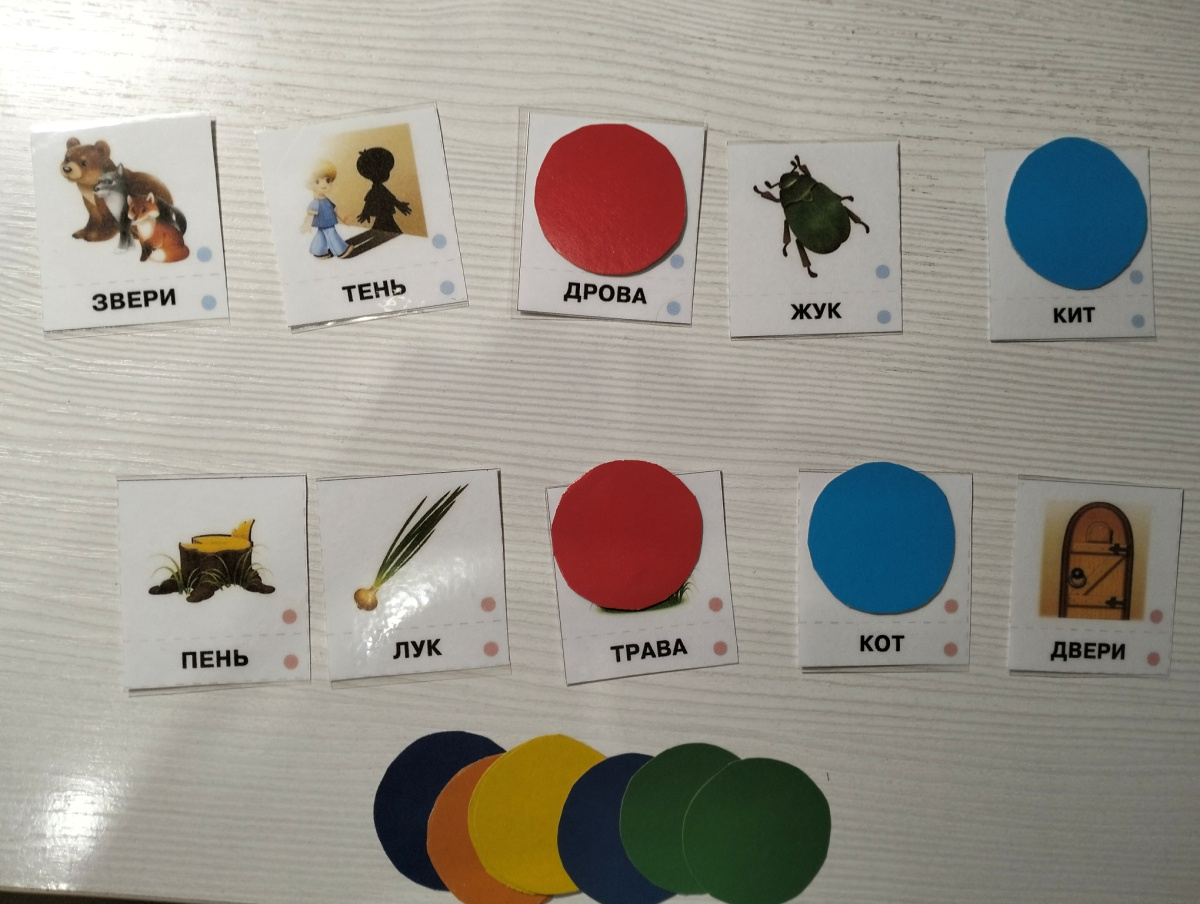 ЗВЕРИ
ТЕНЬ
ДРОВА
ЖУК
КИТ
ПЕНЬ
ЛУК
ТРАВА
КОТ
ДВЕРИ